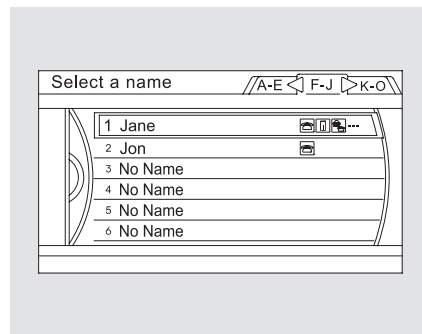 Select a name A-E F-J K-O
1 Jane ---
2 Jon
3 No Name
4 No Name
5 No Name
6 No Name